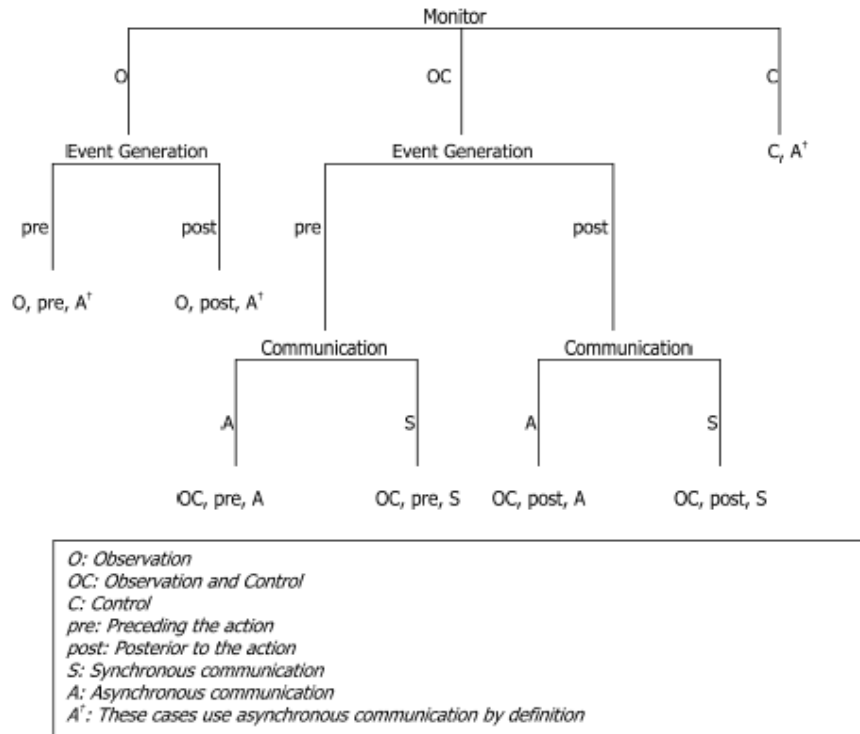 Monitor
O OC C
Event Generation Event Generation C, A†
pre post pre post
O, pre, A† O, post, A†
Communication Communication
A S A S
OC, pre, A OC, pre, S OC, post, A OC, post, S
O: Observation
OC: Observation and Control
C: Control
pre: Preceding the action
post: Posterior to the action
S: Synchronous communication
A: Asynchronous communication
A†: These cases use asynchronous communication by definition